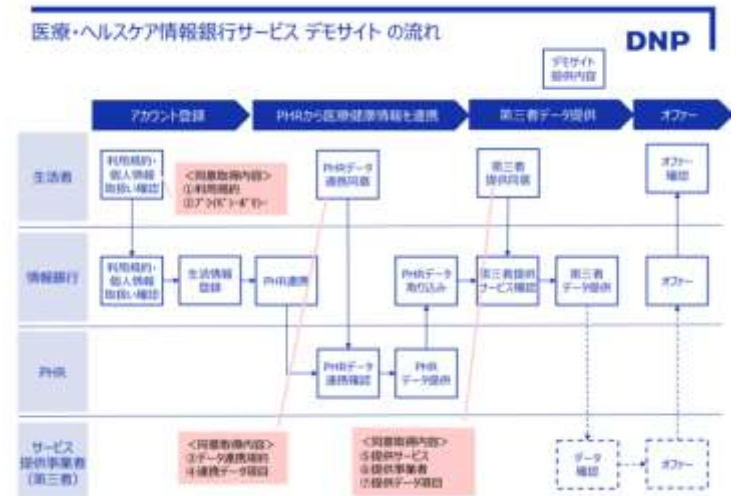 医療・ヘルスケア情報銀行サービス デモサイト の流れ
DNP
デモサイト
提供内容
アカウント登録
PHRから医療健康情報を連携
第三者データ提供
オファー
生活者
利用規約・
個人情報
取扱い確認
<同意取得内容>
①利用規約
②プライバシーポリシー
PHRデータ
連携同意
第三者
提供同意
オファー
確認
情報銀行
利用規約・
個人情報
取扱い確認
生活情報
登録
PHR連携
PHRデータ
取り込み
第三者提供
サービス確認
第三者
データ提供
オファー
PHR
PHRデータ
連携確認
PHR
データ提供
サービス
提供事業者
(第三者)
<同意取得内容>
③データ連携規約
④連携データ項目
<同意取得内容>
⑤提供サービス
⑥提供事業者
⑦提供データ項目
データ
確認
オファー